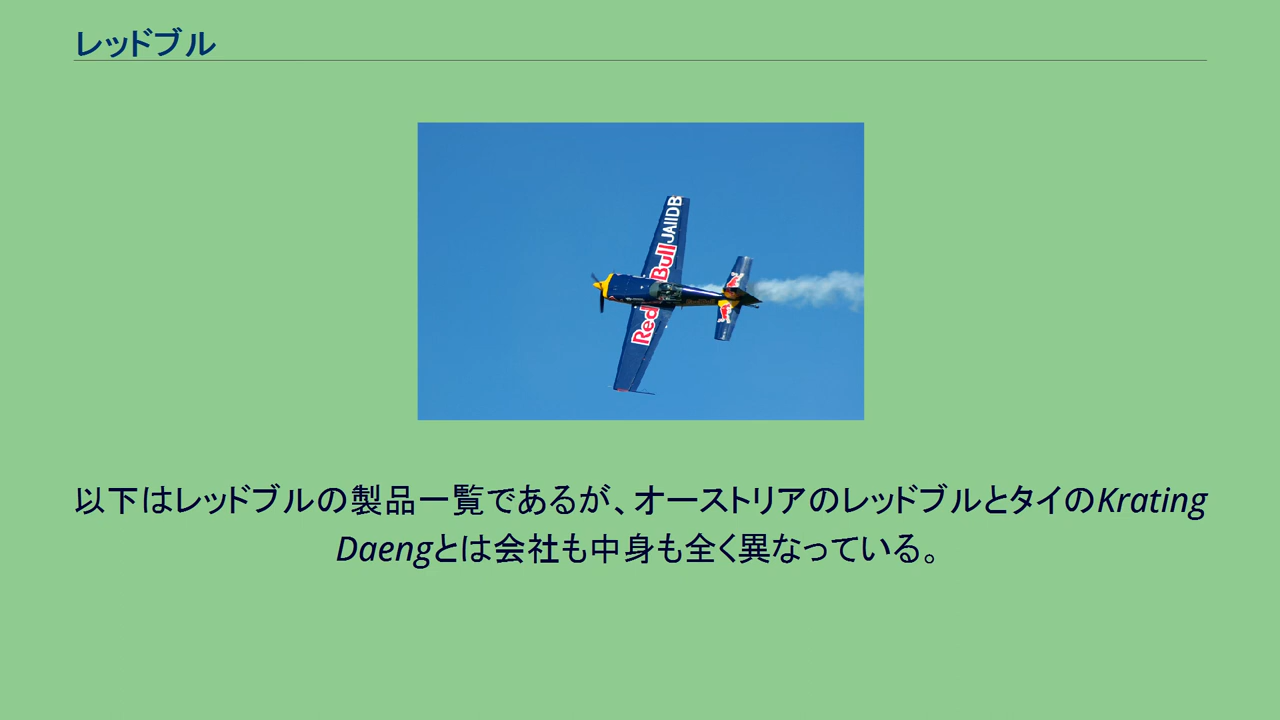 レッドブル
JA11DB
Red Bull
以下はレッドブルの製品一覧であるが、オーストリアのレッドブルとタイのKrating
Daengとは会社も中身も全く異なっている。